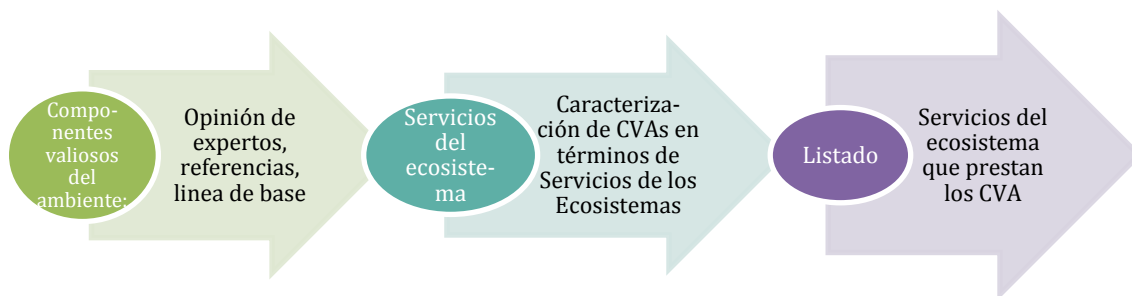 Compo-
nentes
valiosos
del
ambiente:
Opinión de
expertos,
referencias,
linea de base
Servicios
del
ecosiste-
ma
Caracteriza-
ción de CVAs en
términos de
Servicios de los
Ecosistemas
Listado
Servicios del
ecosistema
que prestan
los CVA